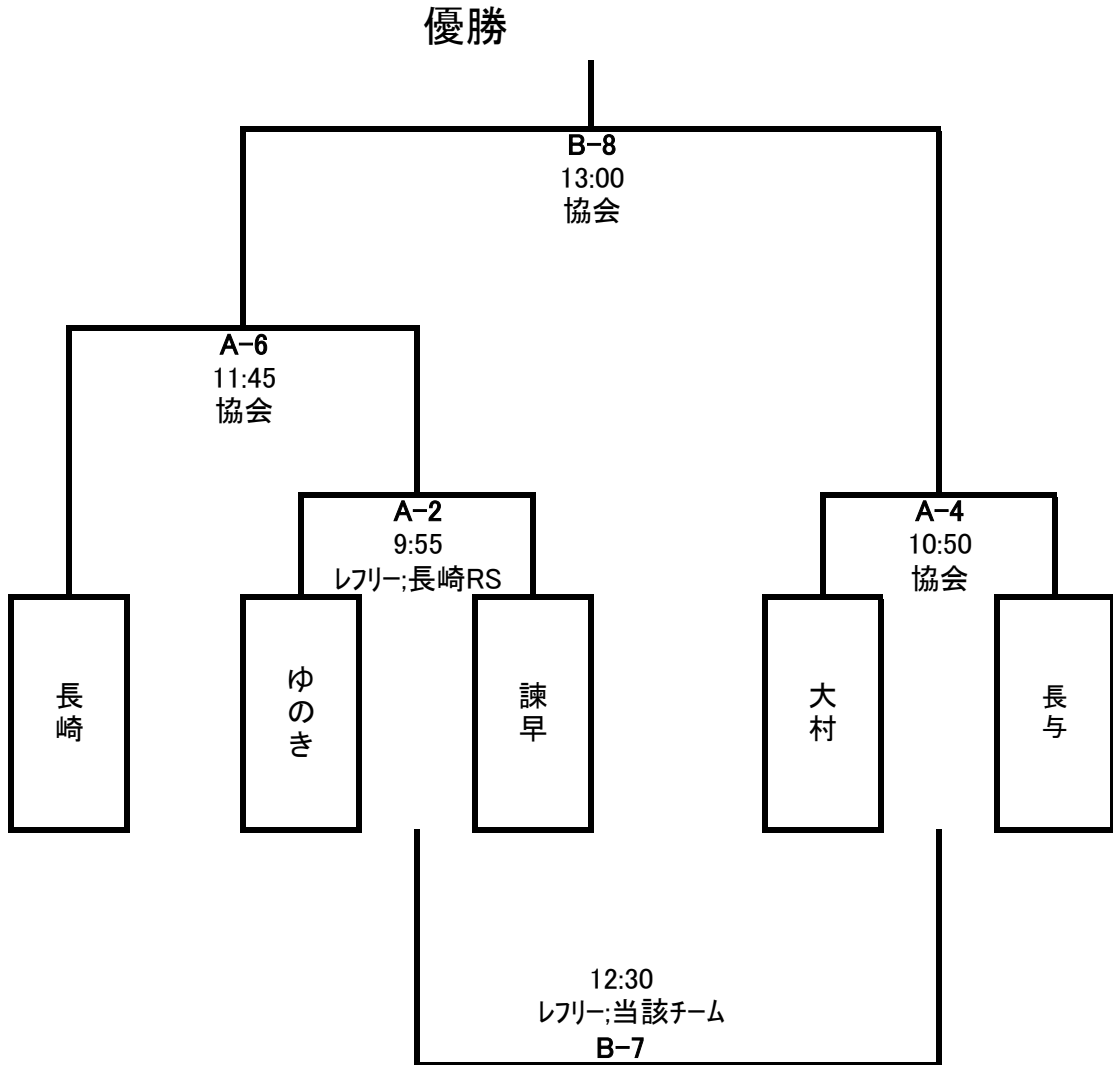 優勝
B-8
13:00
協会
A-6
11:45
協会
A-2
9:55
ﾚﾌﾘｰ;長崎RS
A-4
10:50
協会
長崎
ゆのき
諫早
大村
長与
12:30
ﾚﾌﾘｰ;当該ﾁｰﾑ
B-7